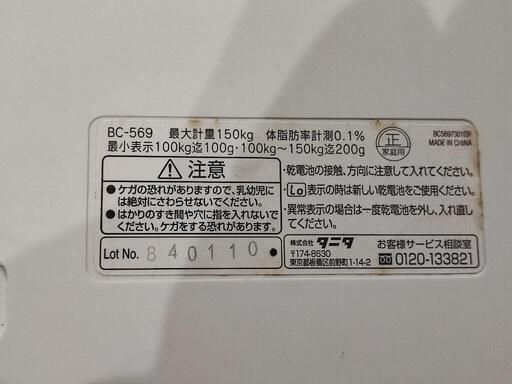 BC-569 最大計量150kg 体脂肪率計測0.1%
最小表示100kg迄100g・100kg〜150kg迄200g
正
家庭用
BC5697301(9)
MADE IN CHINA
注意
●ケガの恐れがありますので、乳幼児には絶対にさわらせないでください。
●はかりのすき間や穴に指を入れないでください。ケガをする恐れがあります。
・乾電池の接触、方向に注意して入れてください。
・Lo表示の時は新しい乾電池をご使用ください。
・異常表示の場合は一度乾電池を外し、入れ直してください。
Lot No. 840110
株式会社 タニタ
〒174-8630
東京都板橋区前野町1-14-2
お客様サービス相談室
0120-133821